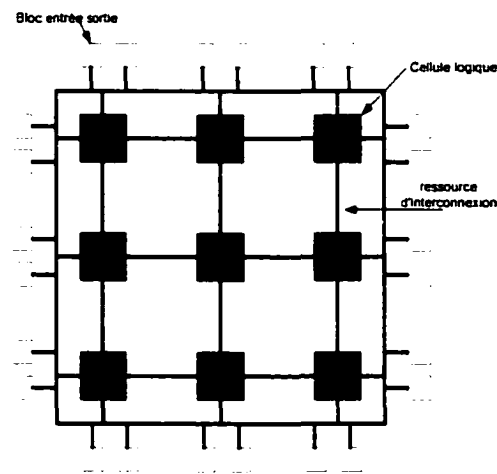 Bloc entrée sortie
Cellule logique
ressource
d'interconnexion